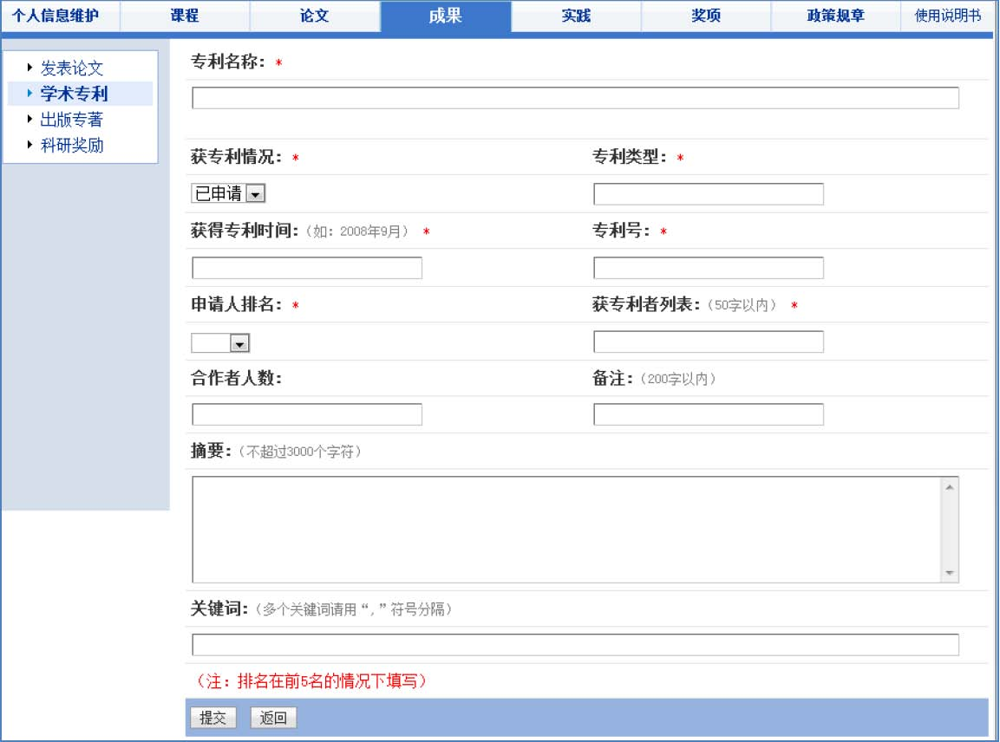 个人信息维护 课程 论文 成果 实践 奖项 政策规章 使用说明书
发表论文
学术专利
出版专著
科研奖励
专利名称： *
获专利情况： * 专利类型： *
已申请
获得专利时间：（如：2008年9月） * 专利号： *
申请人排名： * 获专利者列表：（50字以内） *
合作者人数： 备注：（200字以内）
摘要：（不超过3000个字符）
关键词：（多个关键词请用“，”符号分隔）
（注：排名在前5名的情况下填写）
提交 返回